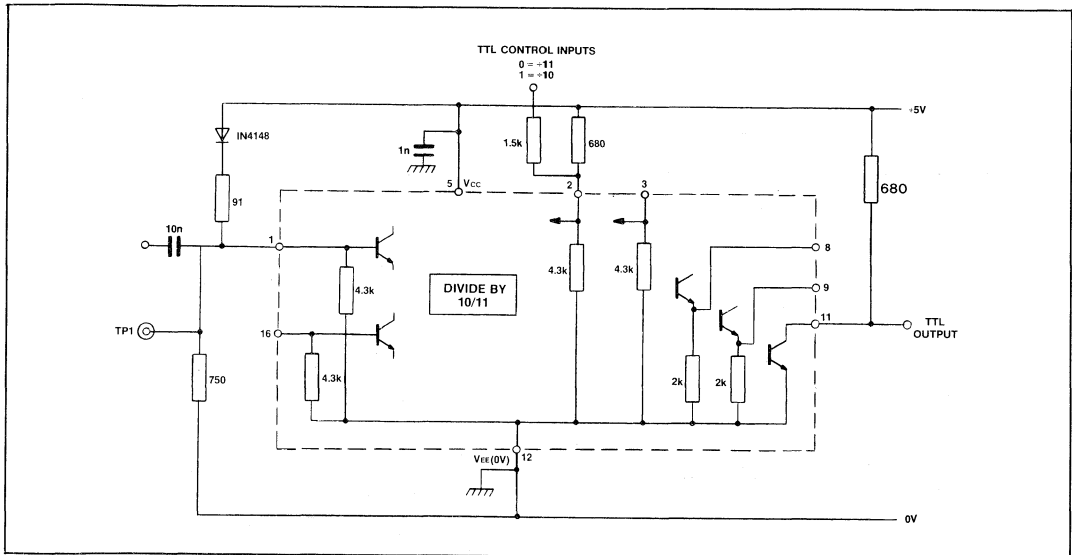 TTL CONTROL INPUTS
0 = ÷11
1 = ÷10
+5V
IN4148
1n
1.5k
680
680
5 VCC
2
3
91
10n
1
8
4.3k
4.3k
4.3k
DIVIDE BY
10/11
9
16
11
TTL
OUTPUT
TP1
4.3k
2k
2k
750
VEE (0V)
12
0V